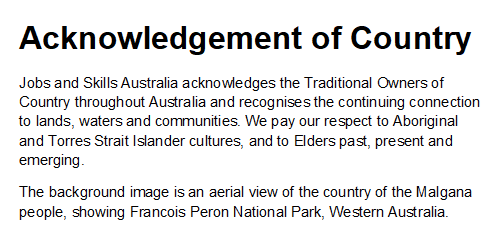 Acknowledgement of Country
Jobs and Skills Australia acknowledges the Traditional Owners of
Country throughout Australia and recognises the continuing connection
to lands, waters and communities. We pay our respect to Aboriginal
and Torres Strait Islander cultures, and to Elders past, present and
emerging.
The background image is an aerial view of the country of the Malgana
people, showing Francois Peron National Park, Western Australia.